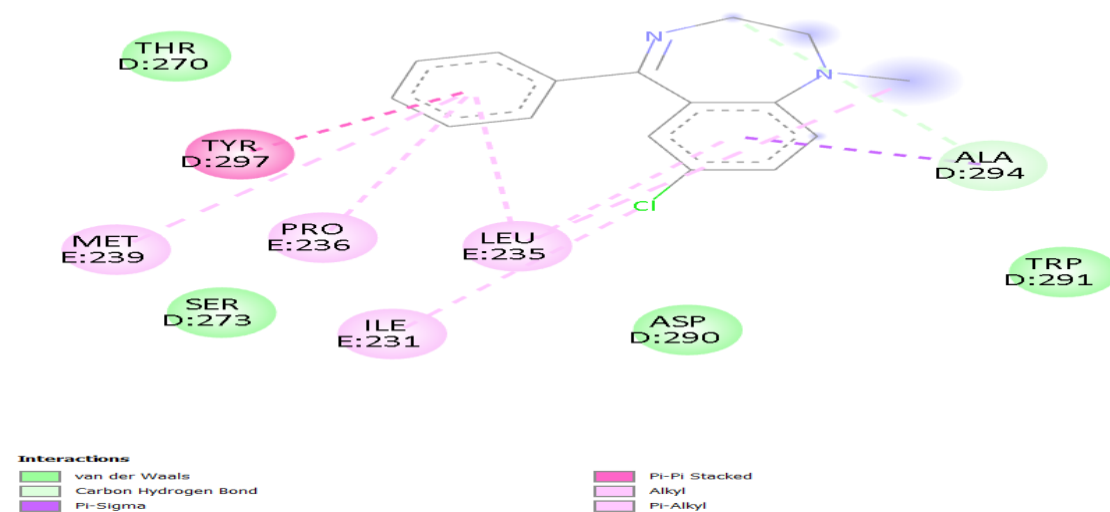 N
THR
D:270
N
TYR
D:297
ALA
D:294
Cl
MET
E:239
PRO
E:236
LEU
E:235
TRP
D:291
SER
D:273
ILE
E:231
ASP
D:290
Interactions
van der Waals
Carbon Hydrogen Bond
Pi-Sigma
Pi-Pi Stacked
Alkyl
Pi-Alkyl